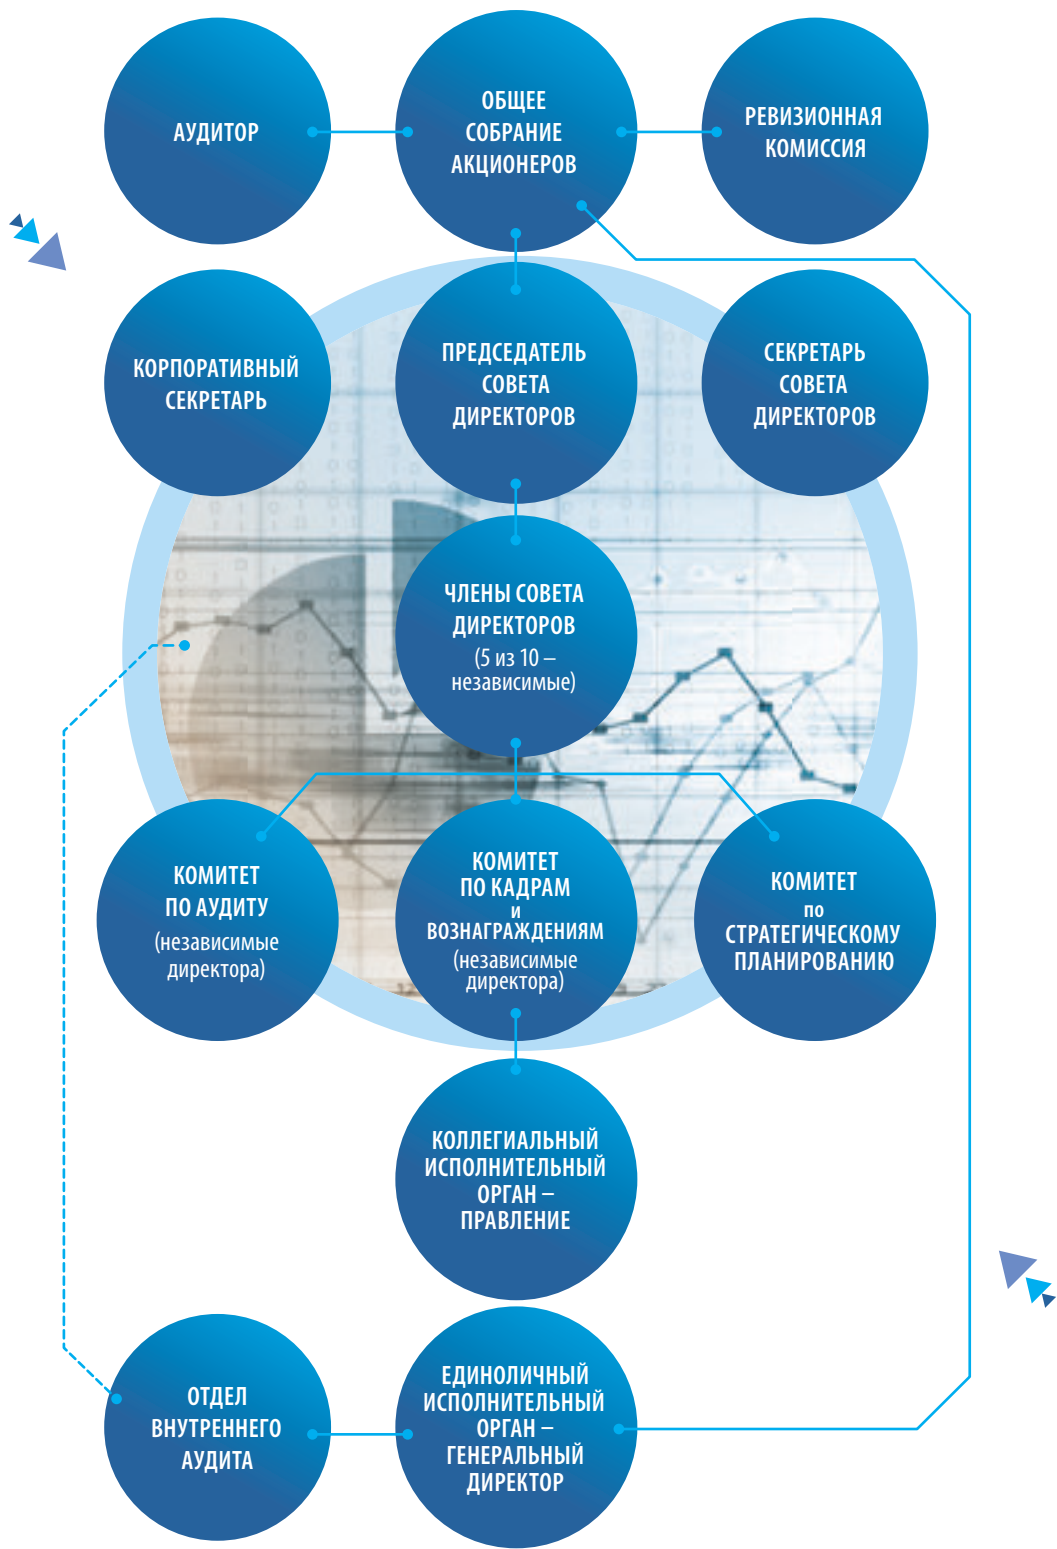 АУДИТОР
ОБЩЕЕ
СОБРАНИЕ
АКЦИОНЕРОВ
РЕВИЗИОННАЯ
КОМИССИЯ
КОРПОРАТИВНЫЙ
СЕКРЕТАРЬ
ПРЕДСЕДАТЕЛЬ
СОВЕТА
ДИРЕКТОРОВ
СЕКРЕТАРЬ
СОВЕТА
ДИРЕКТОРОВ
ЧЛЕНЫ СОВЕТА
ДИРЕКТОРОВ
(5 из 10 –
независимые)
КОМИТЕТ
ПО АУДИТУ
(независимые
директора)
КОМИТЕТ
ПО КАДРАМ
и
ВОЗНАГРАЖДЕНИЯМ
(независимые
директора)
КОМИТЕТ
по
СТРАТЕГИЧЕСКОМУ
ПЛАНИРОВАНИЮ
КОЛЛЕГИАЛЬНЫЙ
ИСПОЛНИТЕЛЬНЫЙ
ОРГАН –
ПРАВЛЕНИЕ
ОТДЕЛ
ВНУТРЕННЕГО
АУДИТА
ЕДИНОЛИЧНЫЙ
ИСПОЛНИТЕЛЬНЫЙ
ОРГАН –
ГЕНЕРАЛЬНЫЙ
ДИРЕКТОР